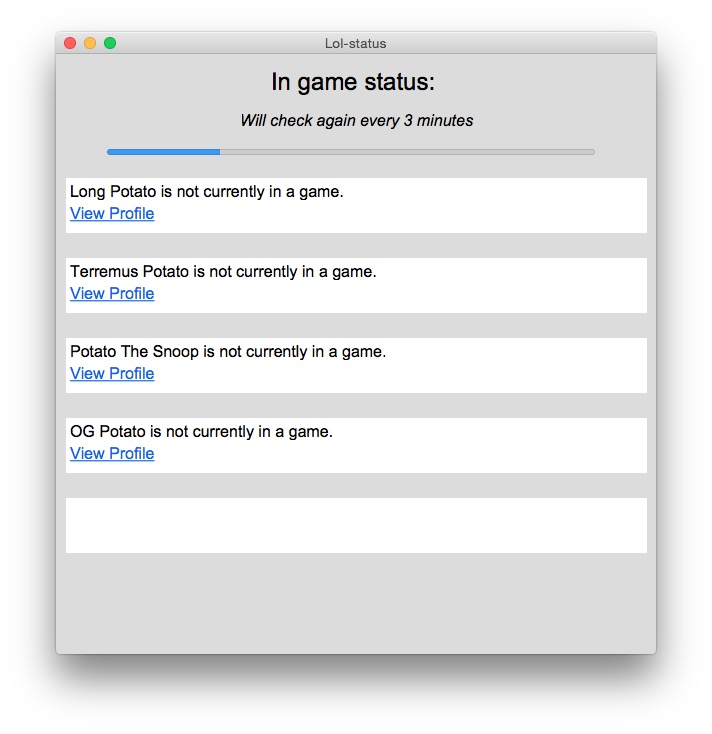 Lol-status
In game status:
Will check again every 3 minutes
Long Potato is not currently in a game.
View Profile
Terremus Potato is not currently in a game.
View Profile
Potato The Snoop is not currently in a game.
View Profile
OG Potato is not currently in a game.
View Profile